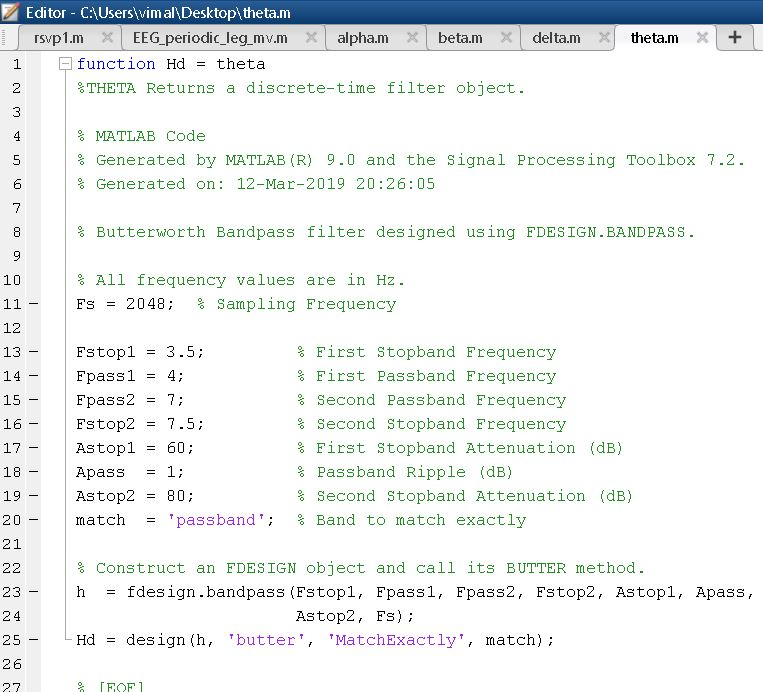 Editor - C:\Users\vimal\Desktop\theta.m
rsvp1.m EEG_periodic_leg_mv.m alpha.m beta.m delta.m theta.m +
1 function Hd = theta
2 %THETA Returns a discrete-time filter object.
3
4 % MATLAB Code
5 % Generated by MATLAB(R) 9.0 and the Signal Processing Toolbox 7.2.
6 % Generated on: 12-Mar-2019 20:26:05
7
8 % Butterworth Bandpass filter designed using FDESIGN.BANDPASS.
9
10 % All frequency values are in Hz.
11 – Fs = 2048;  % Sampling Frequency
12
13 – Fstop1 = 3.5;         % First Stopband Frequency
14 – Fpass1 = 4;           % First Passband Frequency
15 – Fpass2 = 7;           % Second Passband Frequency
16 – Fstop2 = 7.5;         % Second Stopband Frequency
17 – Astop1 = 60;          % First Stopband Attenuation (dB)
18 – Apass  = 1;           % Passband Ripple (dB)
19 – Astop2 = 80;          % Second Stopband Attenuation (dB)
20 – match  = 'passband';  % Band to match exactly
21
22 % Construct an FDESIGN object and call its BUTTER method.
23 – h  = fdesign.bandpass(Fstop1, Fpass1, Fpass2, Fstop2, Astop1, Apass,
24                       Astop2, Fs);
25 – Hd = design(h, 'butter', 'MatchExactly', match);
26
27 % [EOF]